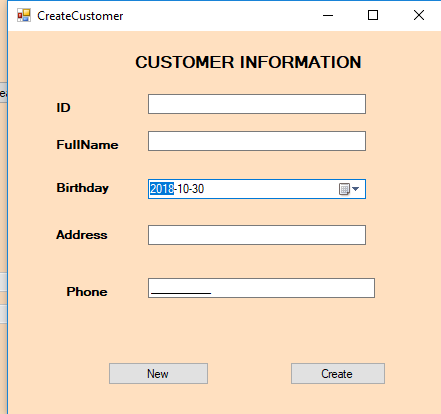 CreateCustomer
CUSTOMER INFORMATION
ID
FullName
Birthday
2018-10-30
Address
Phone
New
Create